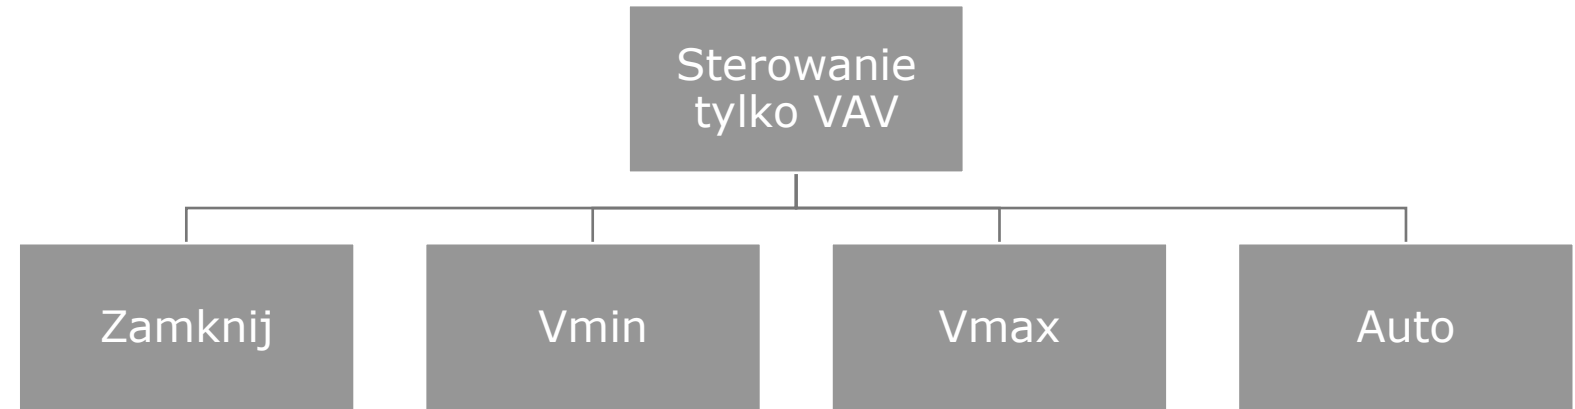 Sterowanie
tylko VAV
Zamknij
Vmin
Vmax
Auto